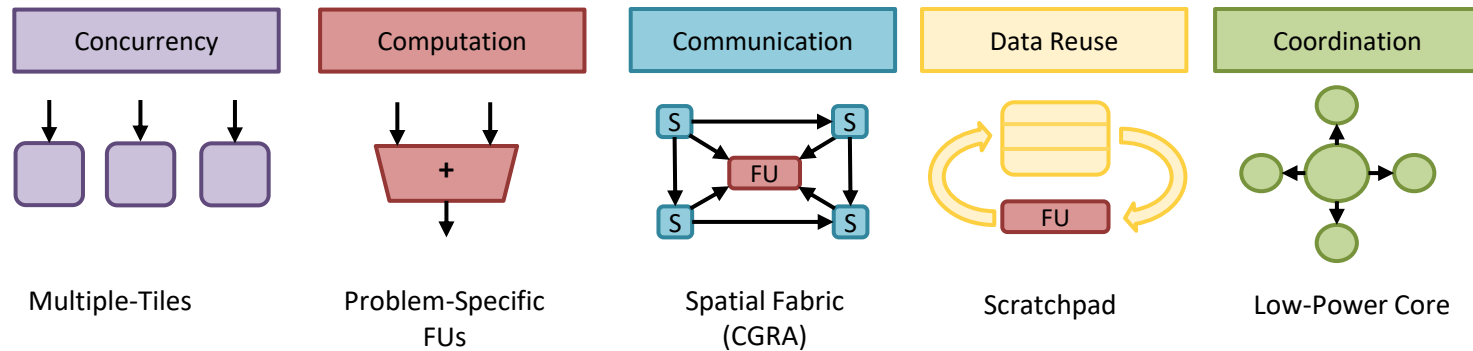 Concurrency
Computation
Communication
Data Reuse
Coordination
+
S
S
FU
S
S
FU
Multiple-Tiles
Problem-Specific
FUs
Spatial Fabric
(CGRA)
Scratchpad
Low-Power Core